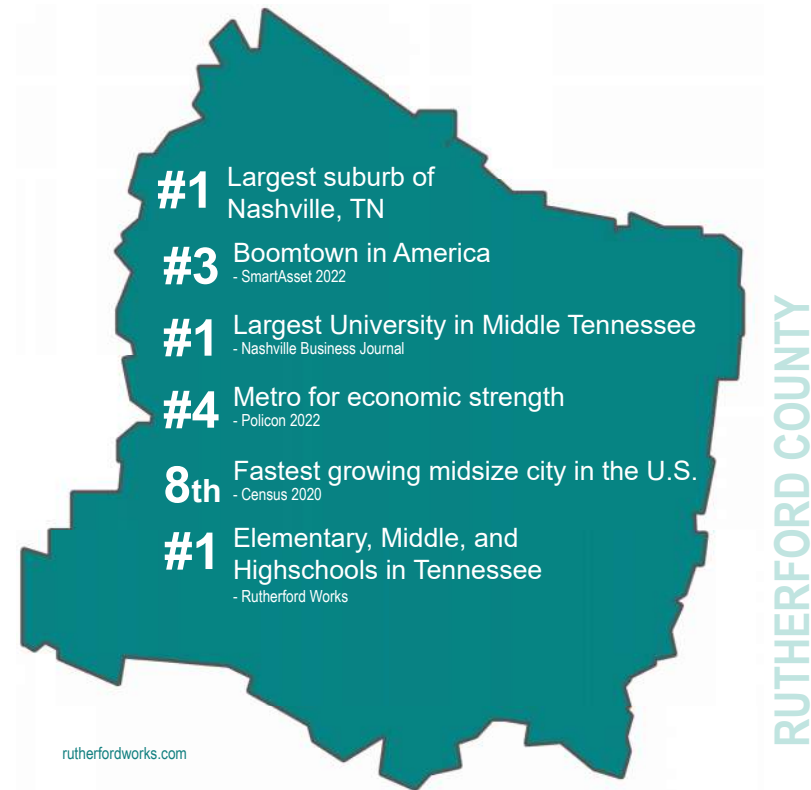 #1 Largest suburb of
Nashville, TN
#3 Boomtown in America
- SmartAsset 2022
#1 Largest University in Middle Tennessee
- Nashville Business Journal
#4 Metro for economic strength
- Policon 2022
8th Fastest growing midsize city in the U.S.
- Census 2020
#1 Elementary, Middle, and
Highschools in Tennessee
- Rutherford Works
rutherfordworks.com
RUTHERFORD COUNTY